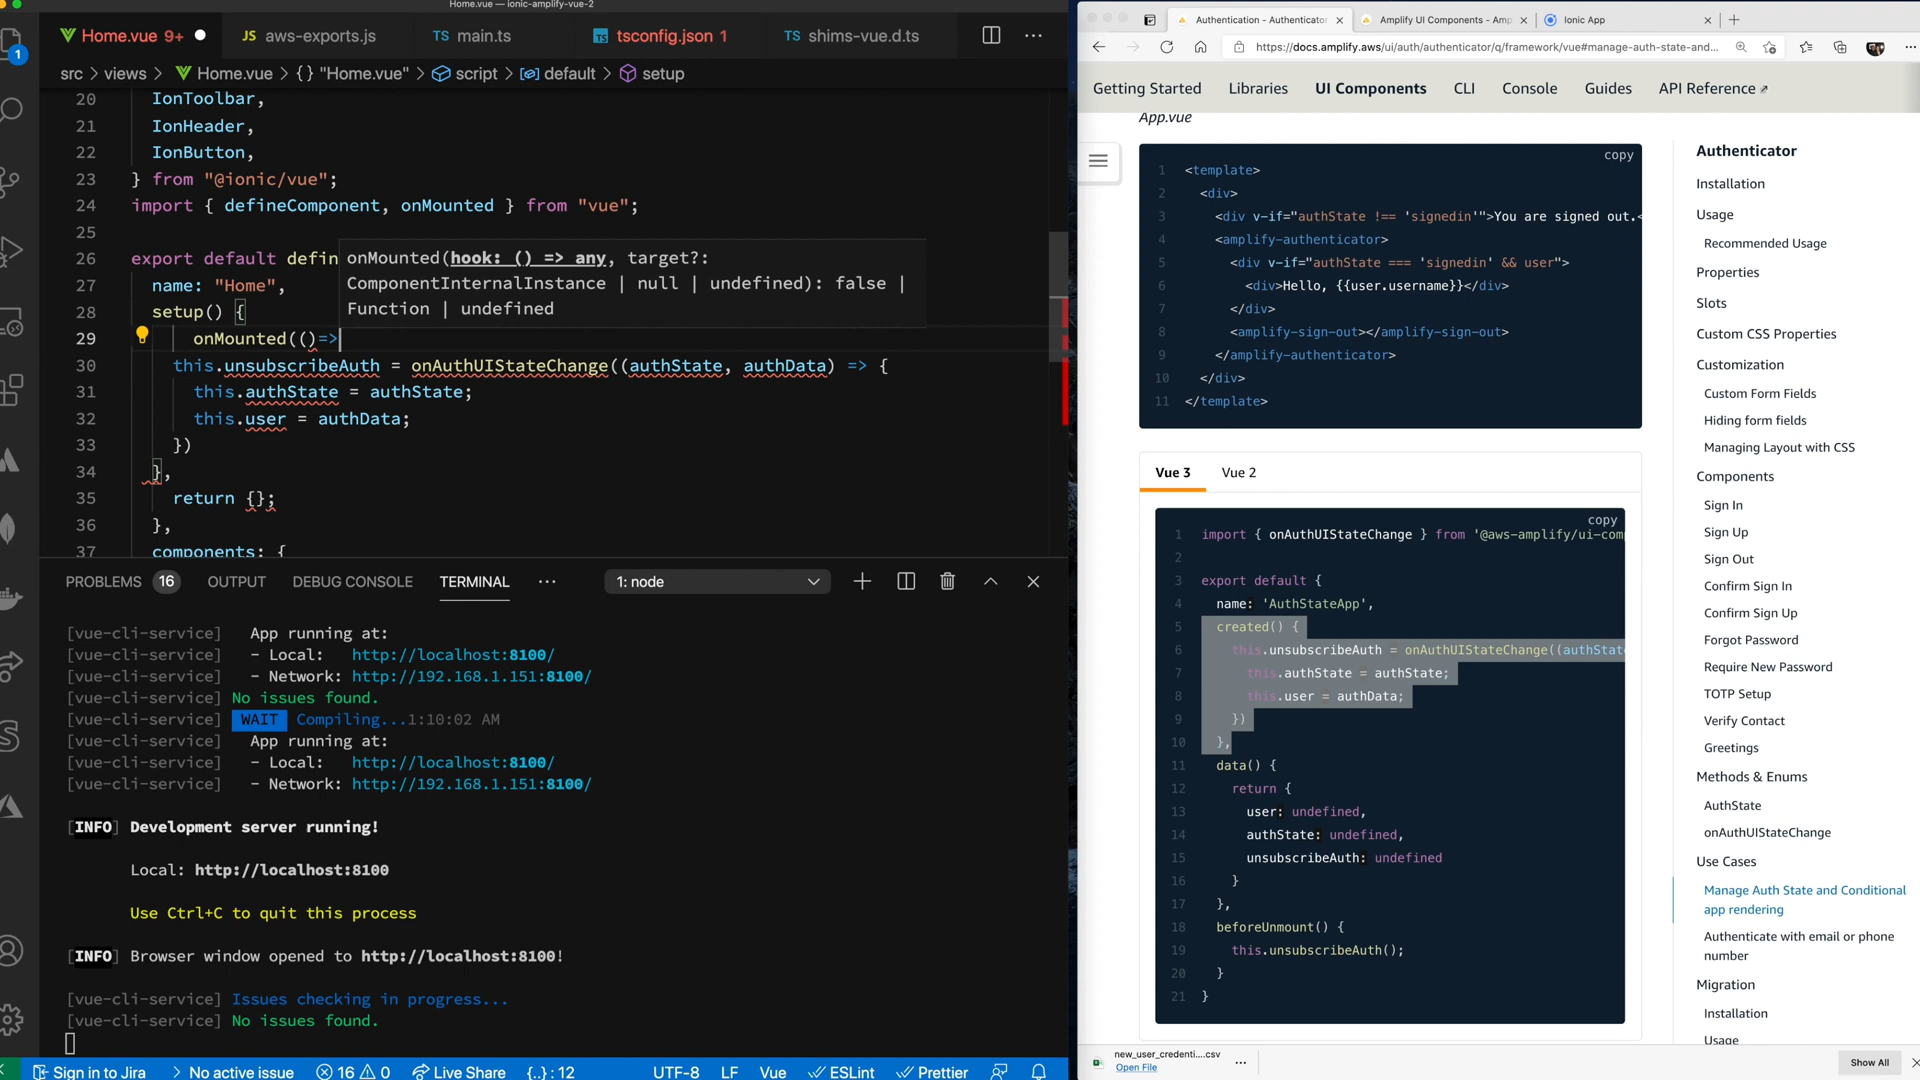 Home.vue — ionic-amplify-vue-2
Home.vue 9+
JS aws-exports.js
TS main.ts
tsconfig.json 1
TS shims-vue.d.ts
src > views > Home.vue > {} "Home.vue" > script > default > setup
20 IonToolbar,
21 IonHeader,
22 IonButton,
23 } from "@ionic/vue";
24 import { defineComponent, onMounted } from "vue";
25
26 export default defin
27 name: "Home",
28 setup() {
29 onMounted(()=>
30 this.unsubscribeAuth = onAuthUIStateChange((authState, authData) => {
31 this.authState = authState;
32 this.user = authData;
33 })
34 },
35 return {};
36 },
37 components: {
onMounted(hook: () => any, target?:
ComponentInternalInstance | null | undefined): false |
Function | undefined
1
PROBLEMS 16 OUTPUT DEBUG CONSOLE TERMINAL ··· 1: node
[vue-cli-service] App running at:
[vue-cli-service] - Local: http://localhost:8100/
[vue-cli-service] - Network: http://192.168.1.151:8100/
[vue-cli-service] No issues found.
[vue-cli-service] WAIT Compiling...1:10:02 AM
[vue-cli-service] App running at:
[vue-cli-service] - Local: http://localhost:8100/
[vue-cli-service] - Network: http://192.168.1.151:8100/
[INFO] Development server running!
Local: http://localhost:8100
Use Ctrl+C to quit this process
[INFO] Browser window opened to http://localhost:8100!
[vue-cli-service] Issues checking in progress...
[vue-cli-service] No issues found.
Sign in to Jira No active issue 16 0 Live Share {..} : 12 UTF-8 LF Vue ESLint Prettier
Authentication - Authenticator
Amplify UI Components - Amp
Ionic App
https://docs.amplify.aws/ui/auth/authenticator/q/framework/vue#manage-auth-state-and...
Getting Started Libraries UI Components CLI Console Guides API Reference
App.vue
copy
1 <template>
2 <div>
3 <div v-if="authState !== 'signedin'">You are signed out.<
4 <amplify-authenticator>
5 <div v-if="authState === 'signedin' && user">
6 <div>Hello, {{user.username}}</div>
7 </div>
8 <amplify-sign-out></amplify-sign-out>
9 </amplify-authenticator>
10 </div>
11 </template>
Vue 3 Vue 2
copy
1 import { onAuthUIStateChange } from '@aws-amplify/ui-com
2
3 export default {
4 name: 'AuthStateApp',
5 created() {
6 this.unsubscribeAuth = onAuthUIStateChange((authState
7 this.authState = authState;
8 this.user = authData;
9 })
10 },
11 data() {
12 return {
13 user: undefined,
14 authState: undefined,
15 unsubscribeAuth: undefined
16 }
17 },
18 beforeUnmount() {
19 this.unsubscribeAuth();
20 }
21 }
Authenticator
Installation
Usage
Recommended Usage
Properties
Slots
Custom CSS Properties
Customization
Custom Form Fields
Hiding form fields
Managing Layout with CSS
Components
Sign In
Sign Up
Sign Out
Confirm Sign In
Confirm Sign Up
Forgot Password
Require New Password
TOTP Setup
Verify Contact
Greetings
Methods & Enums
AuthState
onAuthUIStateChange
Use Cases
Manage Auth State and Conditional
app rendering
Authenticate with email or phone
number
Migration
Installation
Usage
new_user_credenti....csv
Open File
Show All